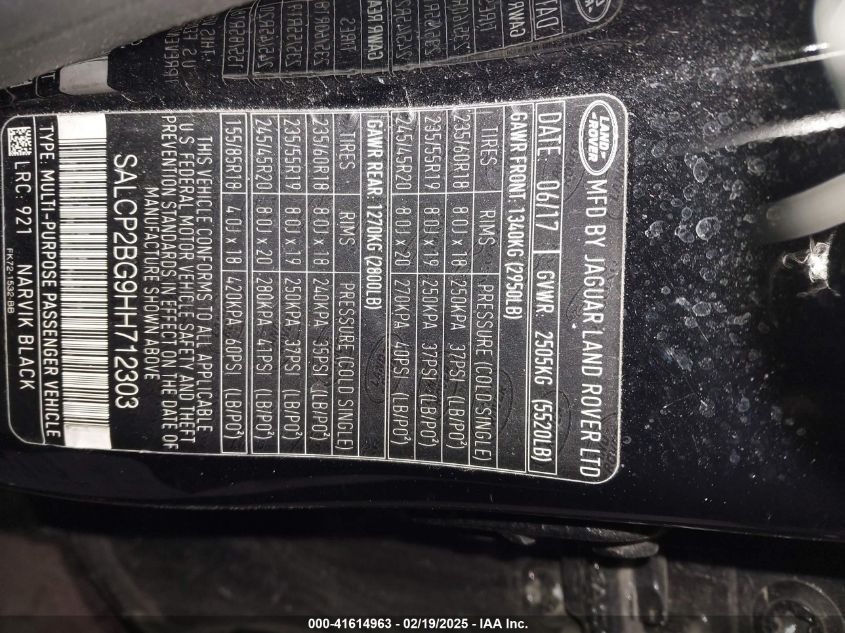 LAND ROVER
MFD BY JAGUAR LAND ROVER LTD
DATE: 06/17 GVWR 2505KG (5520LB)
GAWR FRONT: 1340KG (2950LB)
TIRES RIMS PRESSURE (COLD SINGLE)
235/60R18 8.0J x 18 250KPA 37PSI (LB/PO²)
235/55R19 8.0J x 19 250KPA 37PSI (LB/PO²)
245/45R20 8.0J x 20 270KPA 40PSI (LB/PO²)
GAWR REAR: 1270KG (2800LB)
TIRES RIMS PRESSURE (COLD SINGLE)
235/60R18 8.0J x 18 240KPA 35PSI (LB/PO²)
235/55R19 8.0J x 19 250KPA 37PSI (LB/PO²)
245/45R20 8.0J x 20 280KPA 41PSI (LB/PO²)
155/85R18 4.0J x 18 420KPA 60PSI (LB/PO²)
THIS VEHICLE CONFORMS TO ALL APPLICABLE
U.S FEDERAL MOTOR VEHICLE SAFETY AND THEFT
PREVENTION STANDARDS IN EFFECT ON THE DATE OF
MANUFACTURE SHOWN ABOVE
SALCP2BG9HH712303
TYPE: MULTI-PURPOSE PASSENGER VEHICLE
LRC: 921 NARVIK BLACK
FK72-1532-BB
000-41614963 - 02/19/2025 - IAA Inc.